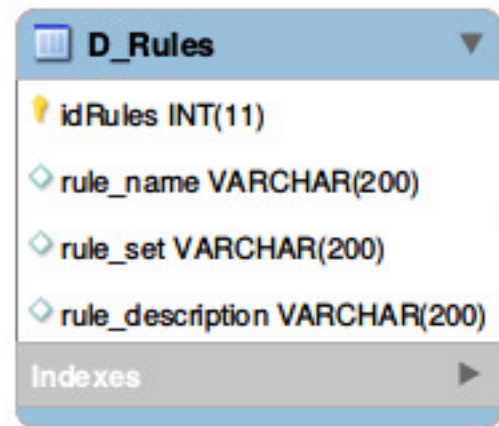 D_Rules
idRules INT(11)
rule_name VARCHAR(200)
rule_set VARCHAR(200)
rule_description VARCHAR(200)
Indexes